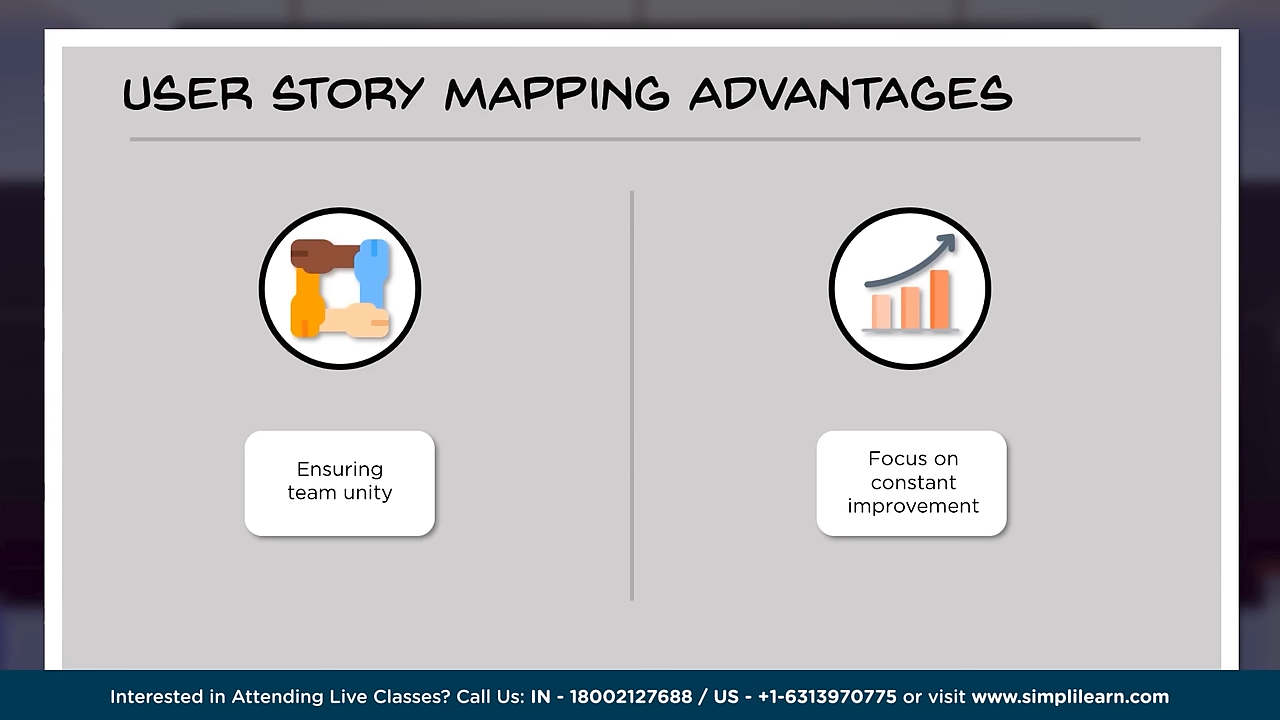 USER STORY MAPPING ADVANTAGES
Ensuring
team unity
Focus on
constant
improvement
Interested in Attending Live Classes? Call Us: IN - 18002127688 / US - +1-6313970775 or visit www.simplilearn.com